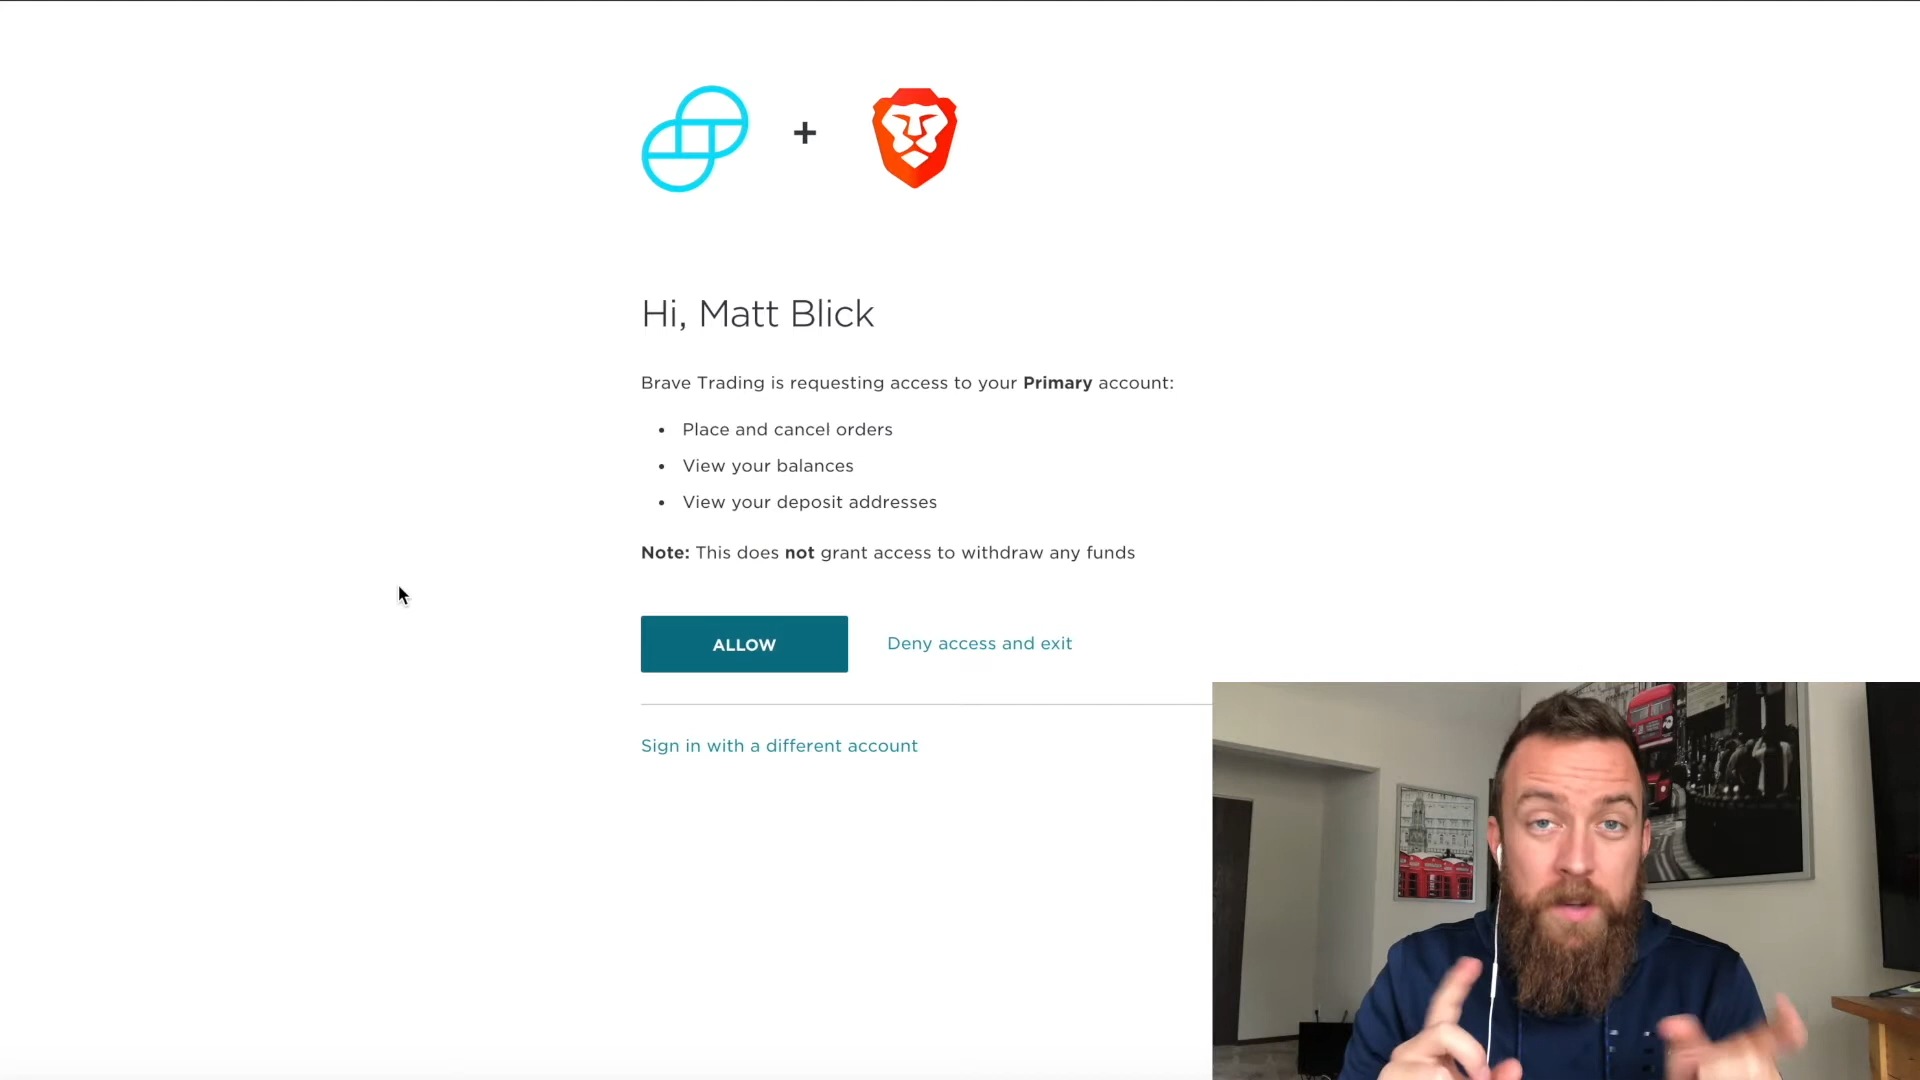 +
Hi, Matt Blick
Brave Trading is requesting access to your Primary account:
• Place and cancel orders
• View your balances
• View your deposit addresses
Note: This does not grant access to withdraw any funds
ALLOW Deny access and exit
Sign in with a different account